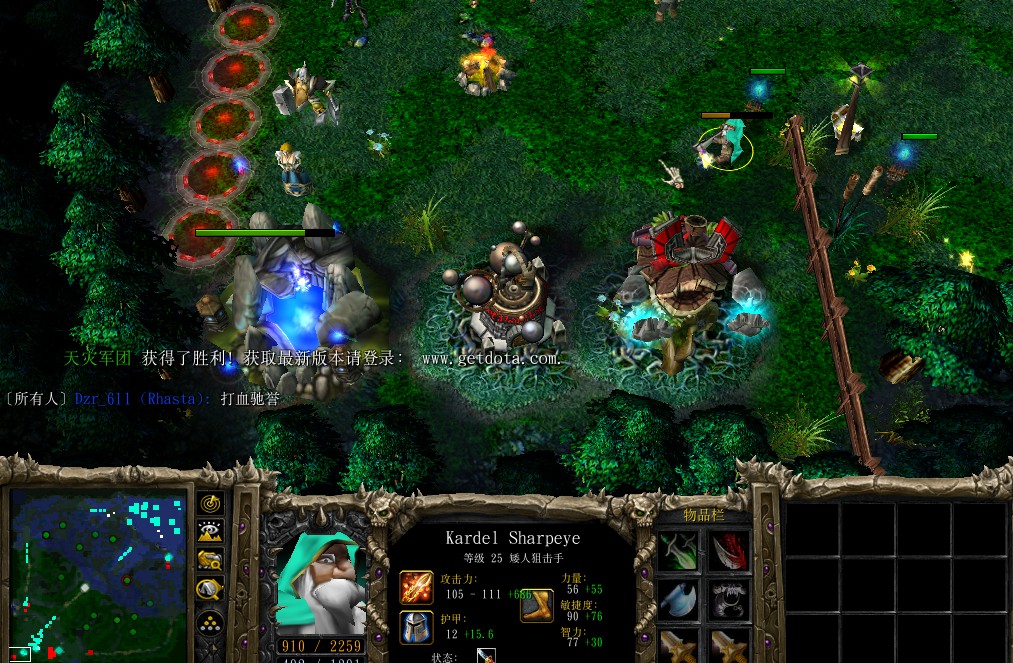 天灾军团 获得了胜利！获取最新版本请登录： www.getdota.com.
〔所有人〕Dzr_611 (Rhasta): 打血驰誉
Kardel Sharpeye
等级 25 矮人狙击手
物品栏
攻击力:
105 - 111 +686
力量:
56 +55
敏捷度:
90 +76
护甲:
12 +15.6
智力:
77 +30
910 / 2259
状态: